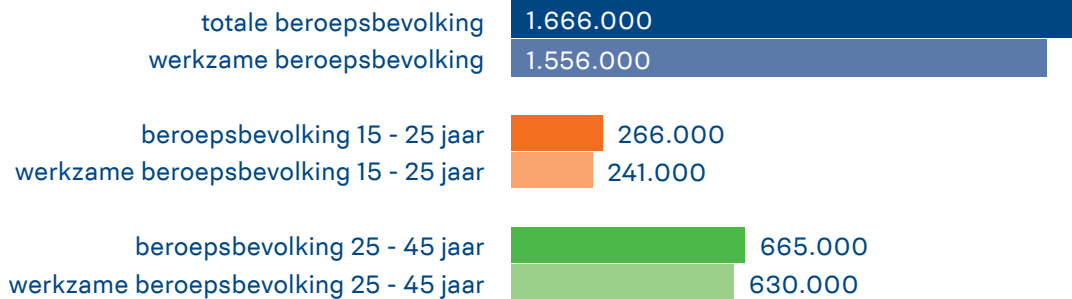 totale beroepsbevolking 1.666.000
werkzame beroepsbevolking 1.556.000
beroepsbevolking 15 - 25 jaar 266.000
werkzame beroepsbevolking 15 - 25 jaar 241.000
beroepsbevolking 25 - 45 jaar 665.000
werkzame beroepsbevolking 25 - 45 jaar 630.000